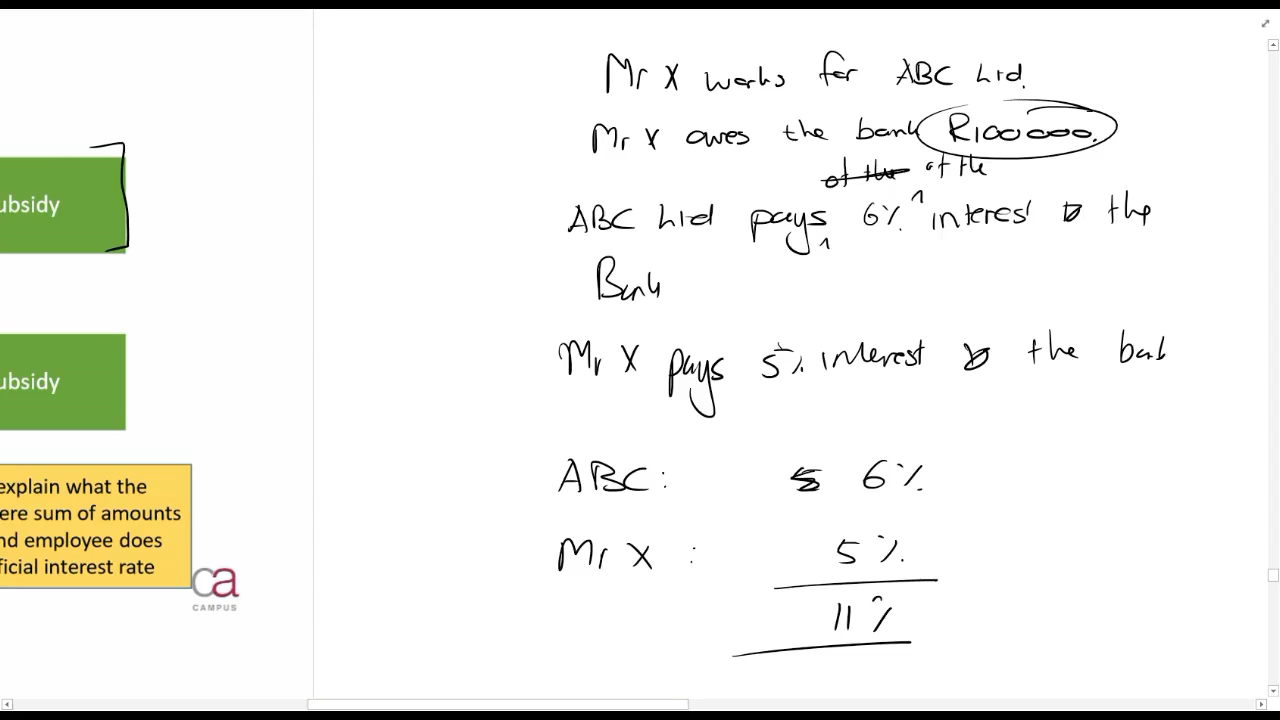 Mr X works for ABC Ltd.
Mr X owes the bank R100 000.
of the of the
ABC Ltd pays 6% interest to the
Bank
Mr X pays 5% interest to the bank
ABC: 6%
Mr X: 5%
11%
ubsidy
ubsidy
explain what the
ere sum of amounts
nd employee does
ficial interest rate
ca
CAMPUS